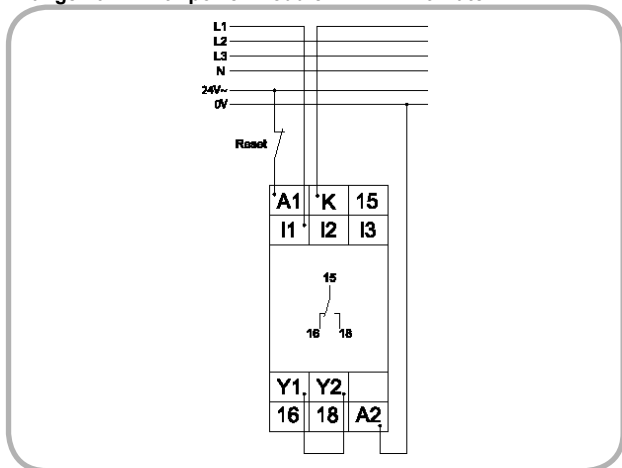 L1
L2
L3
N
24V~
0V
Reset
A1 K 15
I1 I2 I3
15
16 18
Y1 Y2
16 18 A2